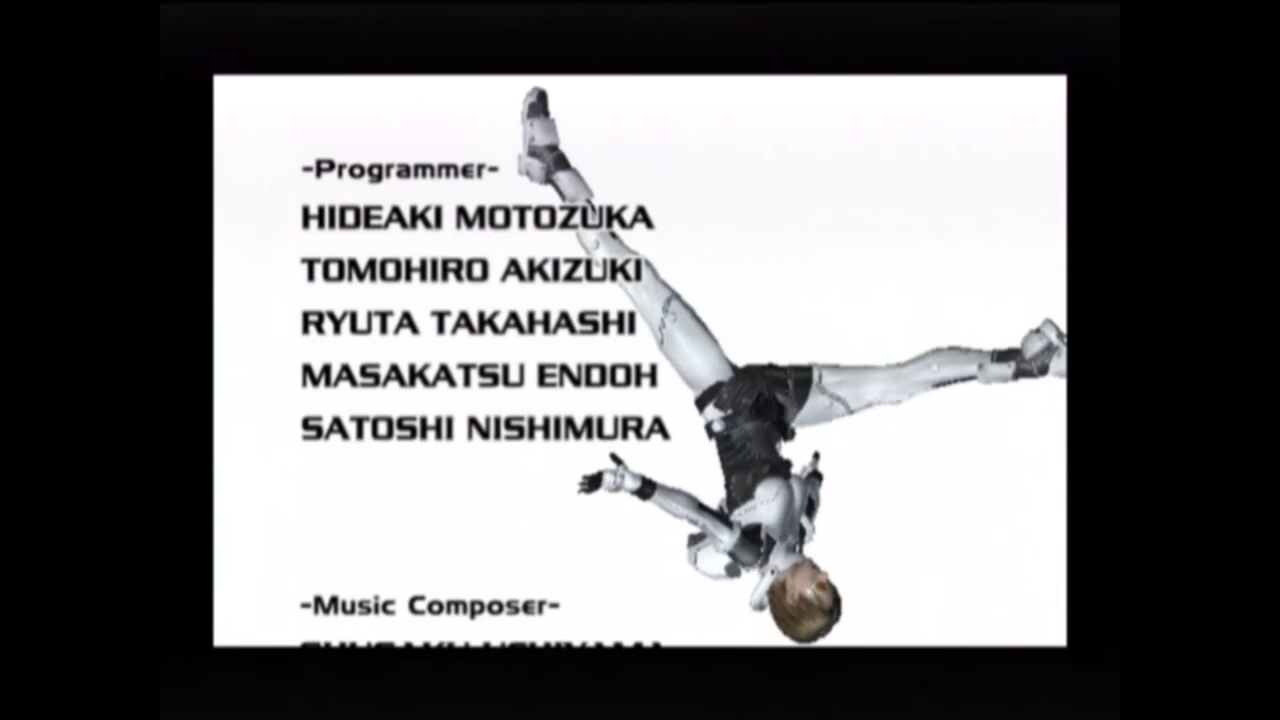 -Programmer-
HIDEAKI MOTOZUKA
TOMOHIRO AKIZUKI
RYUTA TAKAHASHI
MASAKATSU ENDOH
SATOSHI NISHIMURA
-Music Composer-